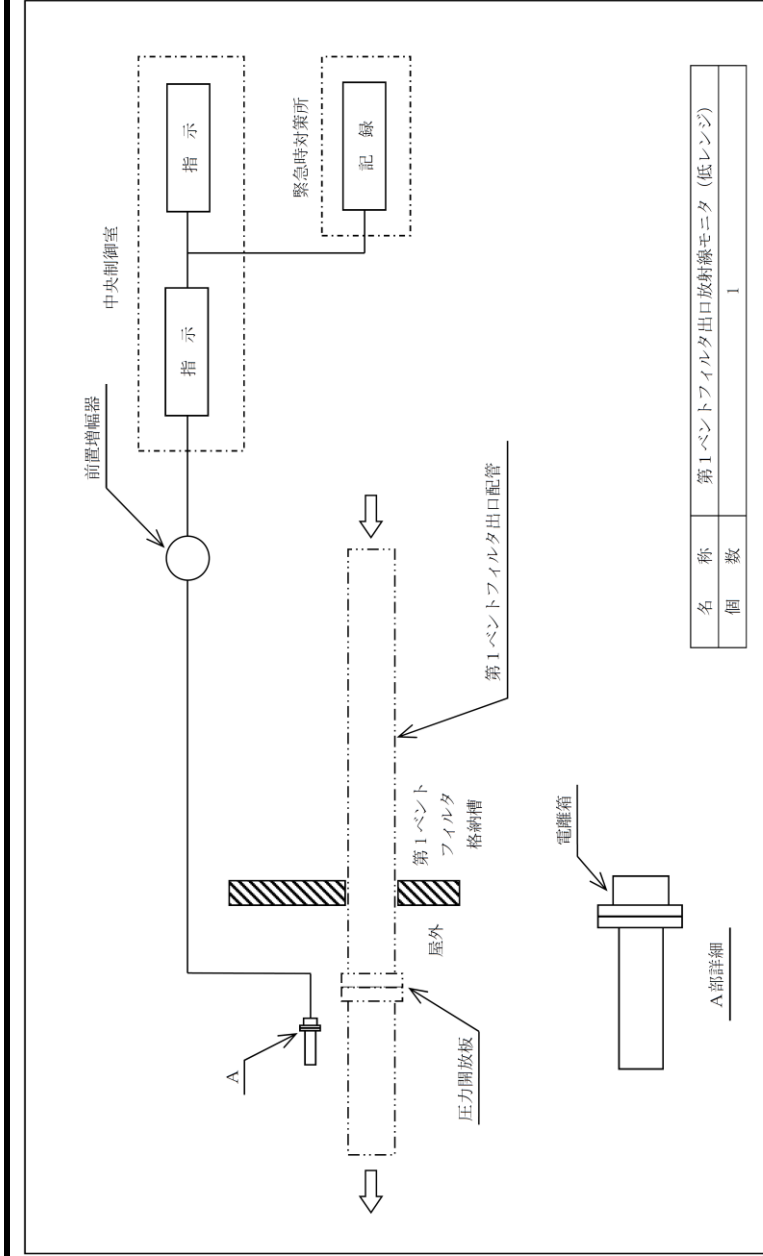 中央制御室
指　示
指　示
緊急時対策所
記　録
前置増幅器
A
第１ベントフィルタ出口配管
第１ベント
フィルタ
格納槽
屋外
圧力開放板
電離箱
A部詳細
名　称　第１ベントフィルタ出口放射線モニタ（低レンジ）
個　数　1